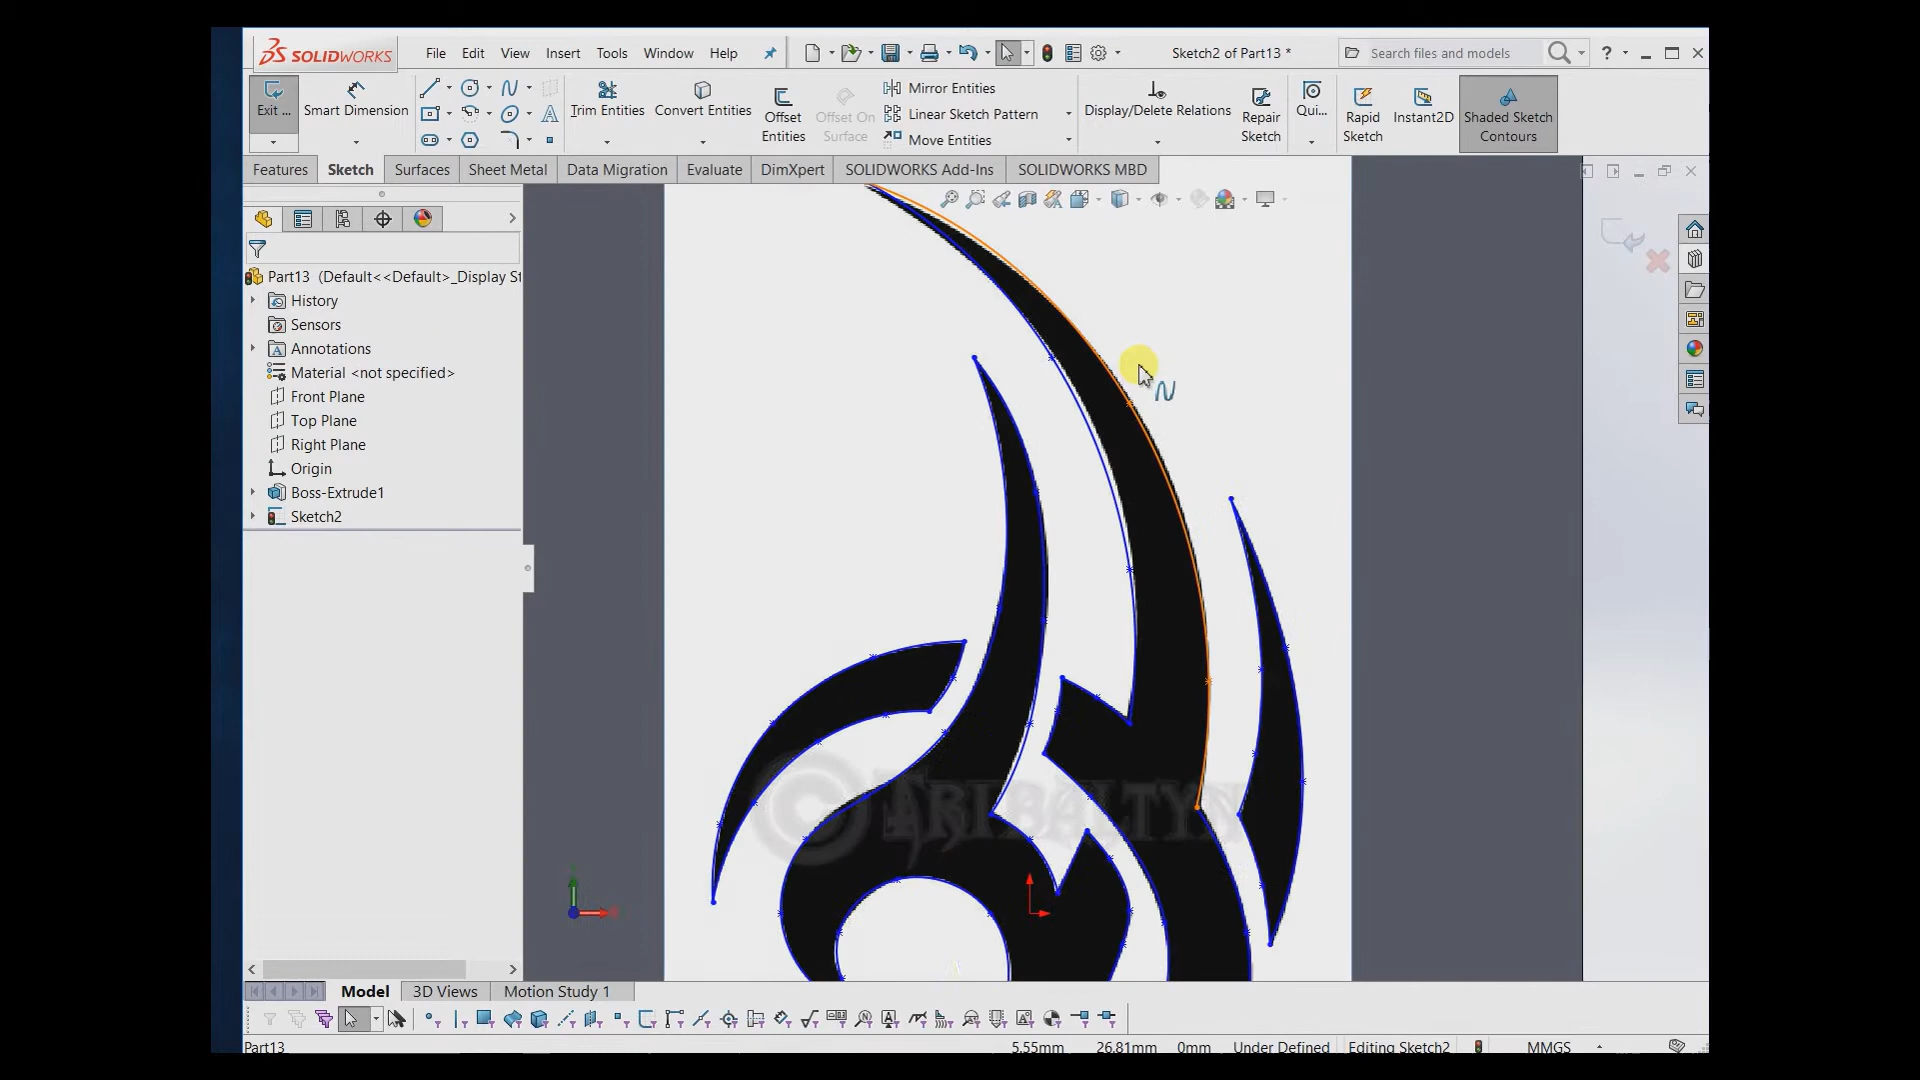 SOLIDWORKS File Edit View Insert Tools Window Help Sketch2 of Part13 * Search files and models ?
Exit ... Smart Dimension Trim Entities Convert Entities Offset Entities Offset On Surface Mirror Entities Linear Sketch Pattern Move Entities Display/Delete Relations Repair Sketch Qui... Rapid Sketch Instant2D Shaded Sketch Contours
Features Sketch Surfaces Sheet Metal Data Migration Evaluate DimXpert SOLIDWORKS Add-Ins SOLIDWORKS MBD
Part13 (Default<<Default>_Display St
History
Sensors
Annotations
Material <not specified>
Front Plane
Top Plane
Right Plane
Origin
Boss-Extrude1
Sketch2
© TRIBALTYN
Model 3D Views Motion Study 1
Part13 5.55mm 26.81mm 0mm Under Defined Editing Sketch2 MMGS